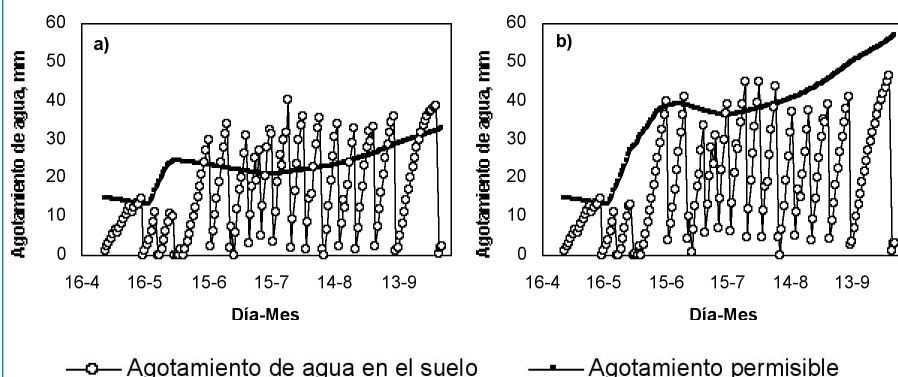 a)
Agotamiento de agua, mm
60
50
40
30
20
10
0
16-4 16-5 15-6 15-7 14-8 13-9
Día-Mes
b)
Agotamiento de agua, mm
60
50
40
30
20
10
0
16-4 16-5 15-6 15-7 14-8 13-9
Día-Mes
Agotamiento de agua en el suelo Agotamiento permisible